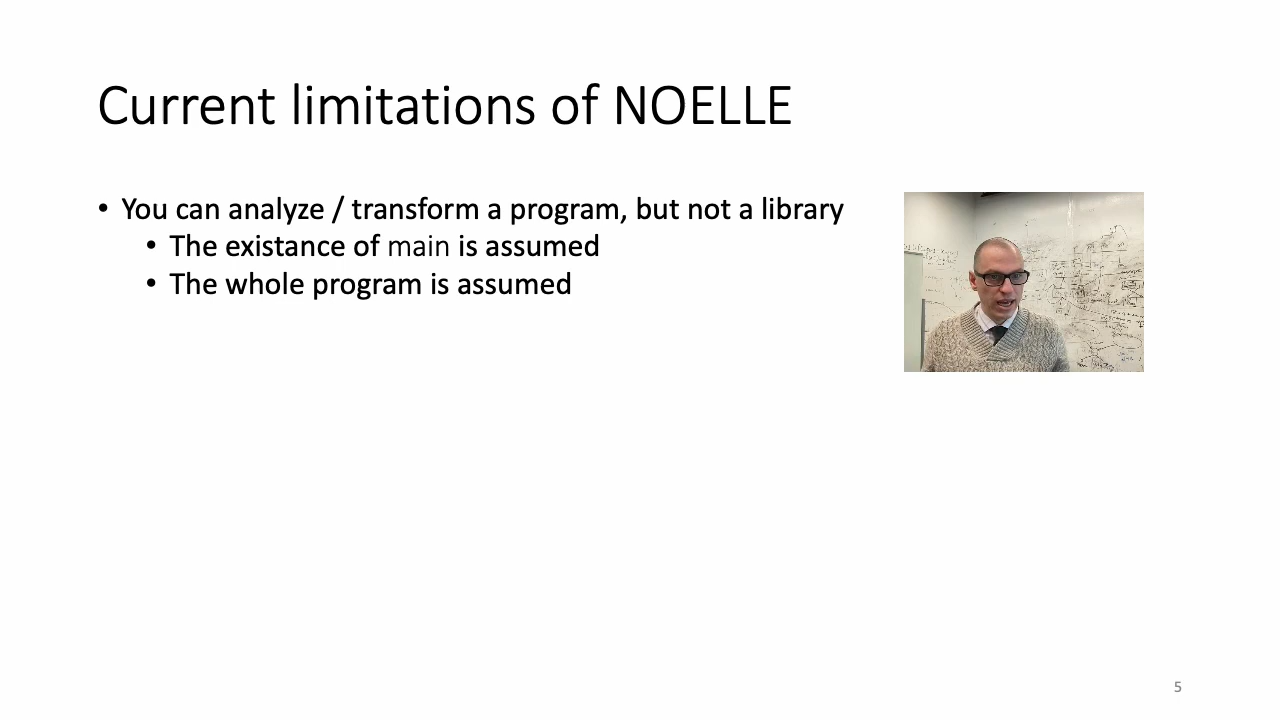 Current limitations of NOELLE
• You can analyze / transform a program, but not a library
• The existance of main is assumed
• The whole program is assumed
5